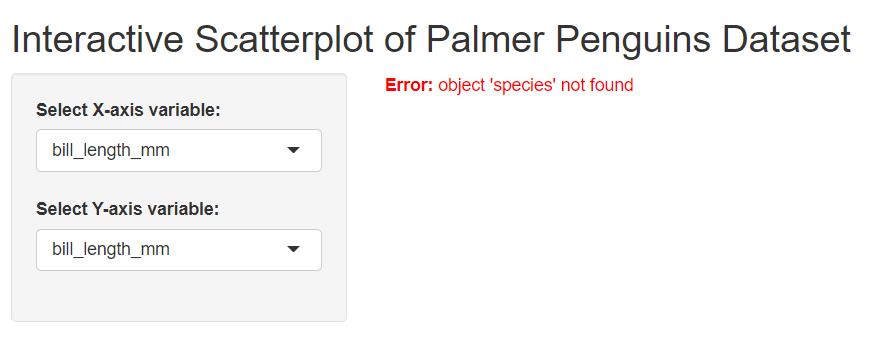 Interactive Scatterplot of Palmer Penguins Dataset
Error: object 'species' not found
Select X-axis variable:
bill_length_mm
Select Y-axis variable:
bill_length_mm